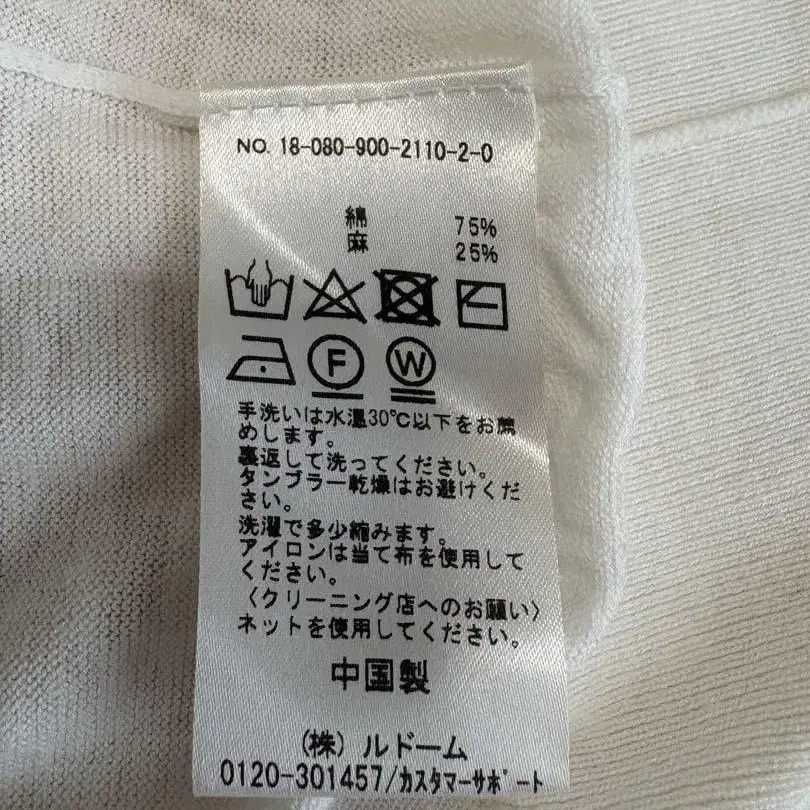 NO. 18-080-900-2110-2-0
綿 75%
麻 25%
F W
手洗いは水温30℃以下をお薦
めします。
裏返して洗ってください。
タンブラー乾燥はお避けくだ
さい。
洗濯で多少縮みます。
アイロンは当て布を使用して
ください。
〈クリーニング店へのお願い〉
ネットを使用してください。
中国製
(株) ルドーム
0120-301457/カスタマーサポート